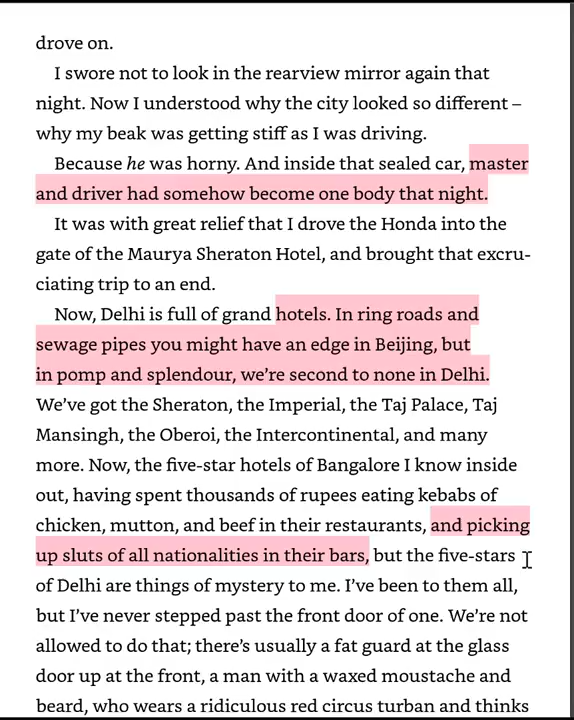 drove on.
I swore not to look in the rearview mirror again that
night. Now I understood why the city looked so different –
why my beak was getting stiff as I was driving.
Because he was horny. And inside that sealed car, master
and driver had somehow become one body that night.
It was with great relief that I drove the Honda into the
gate of the Maurya Sheraton Hotel, and brought that excru-
ciating trip to an end.
Now, Delhi is full of grand hotels. In ring roads and
sewage pipes you might have an edge in Beijing, but
in pomp and splendour, we’re second to none in Delhi.
We’ve got the Sheraton, the Imperial, the Taj Palace, Taj
Mansingh, the Oberoi, the Intercontinental, and many
more. Now, the five-star hotels of Bangalore I know inside
out, having spent thousands of rupees eating kebabs of
chicken, mutton, and beef in their restaurants, and picking
up sluts of all nationalities in their bars, but the five-stars
of Delhi are things of mystery to me. I’ve been to them all,
but I’ve never stepped past the front door of one. We’re not
allowed to do that; there’s usually a fat guard at the glass
door up at the front, a man with a waxed moustache and
beard, who wears a ridiculous red circus turban and thinks